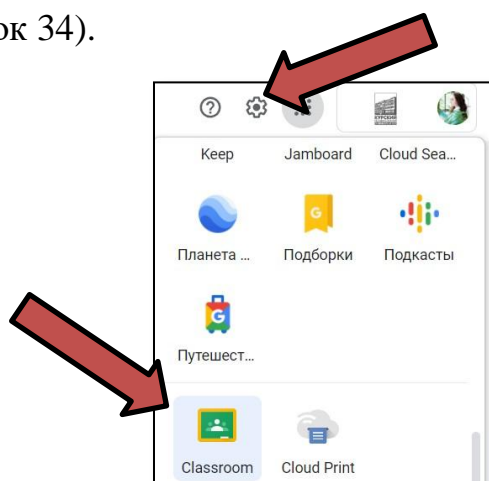 ок 34).
Keep Jamboard Cloud Sea...
Планета ... Подборки Подкасты
Путешест...
Classroom Cloud Print